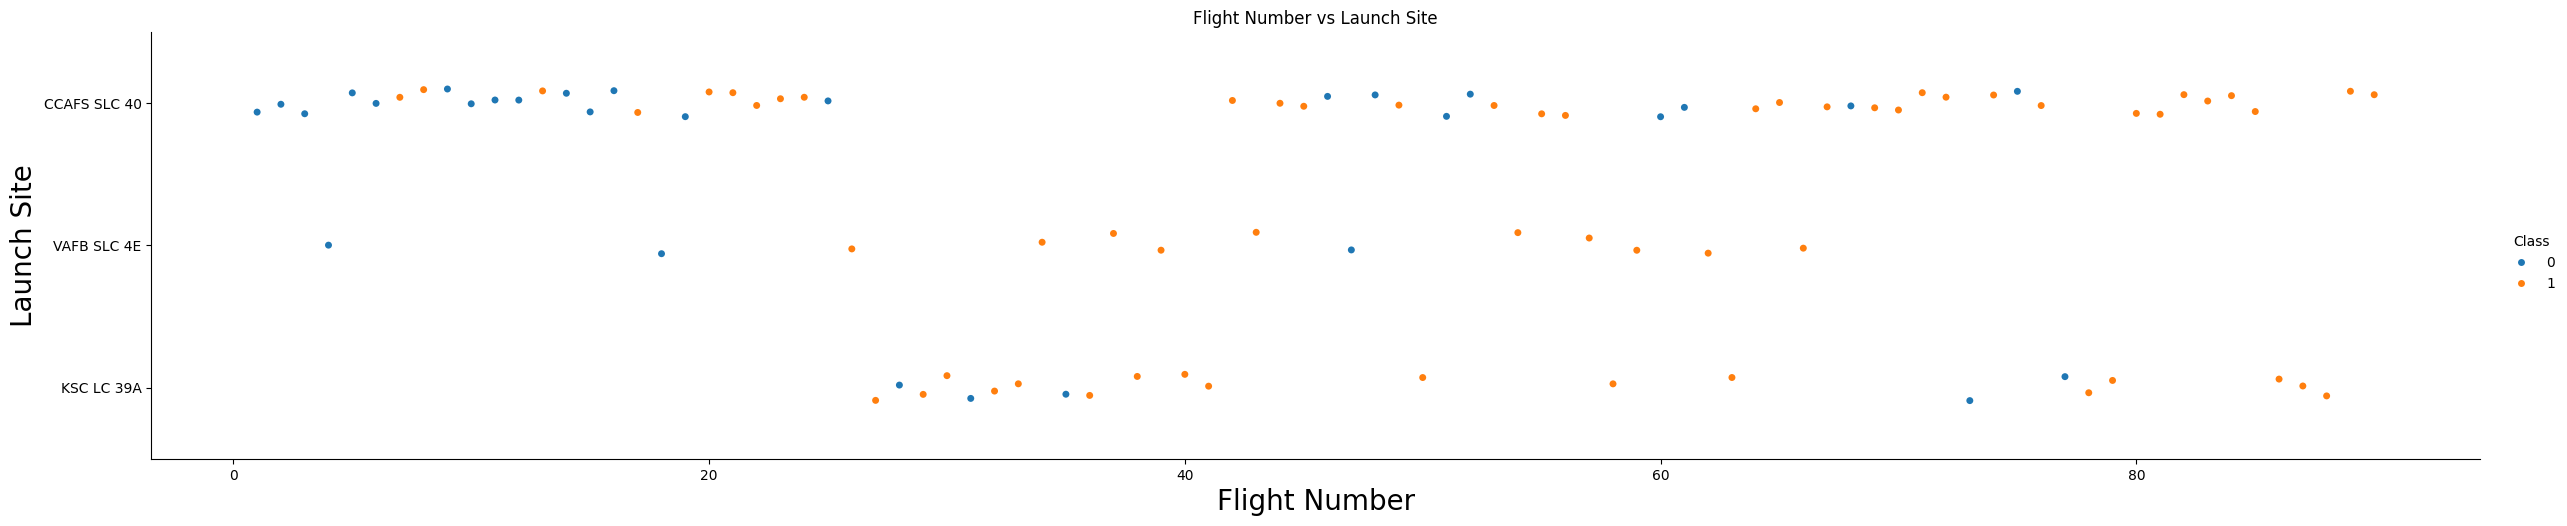 Flight Number vs Launch Site
Launch Site
CCAFS SLC 40
VAFB SLC 4E
KSC LC 39A
0 20 40 60 80
Flight Number
Class
0
1